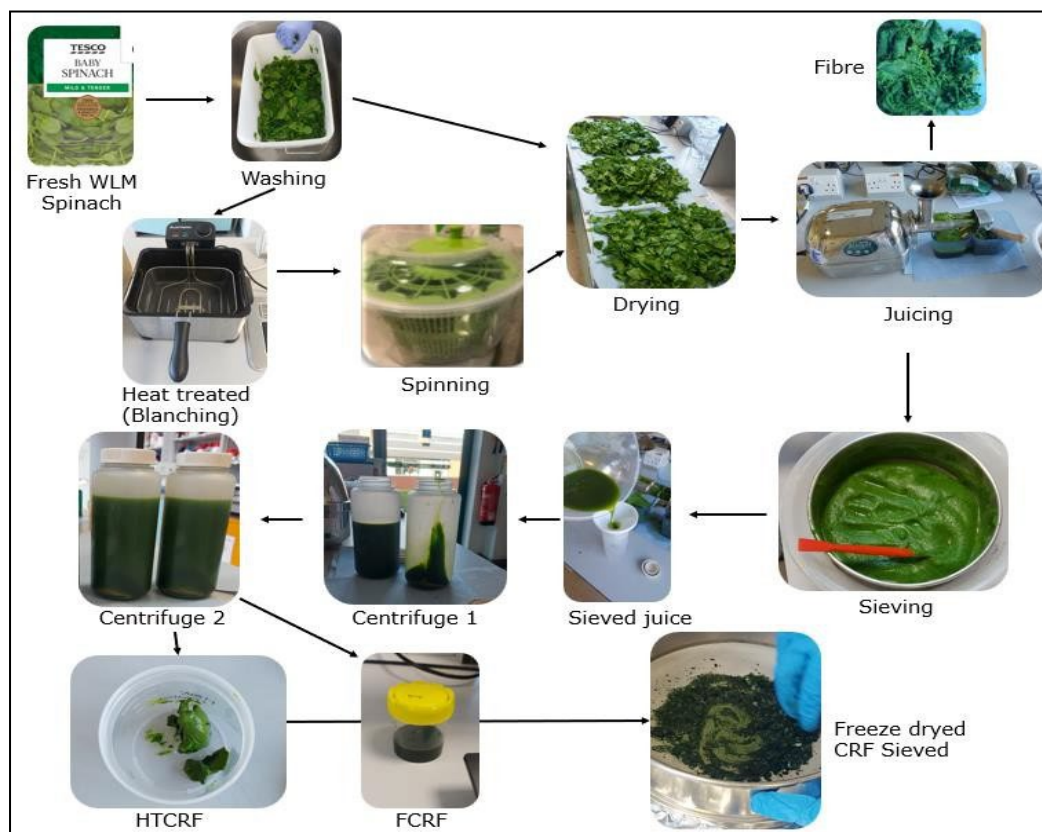 TESCO
BABY
SPINACH
MILD & TENDER
Fresh WLM
Spinach
Washing
Fibre
Drying
Juicing
Heat treated
(Blanching)
Spinning
Centrifuge 2
Centrifuge 1
Sieved juice
Sieving
HTCRF
FCRF
Freeze dryed
CRF Sieved